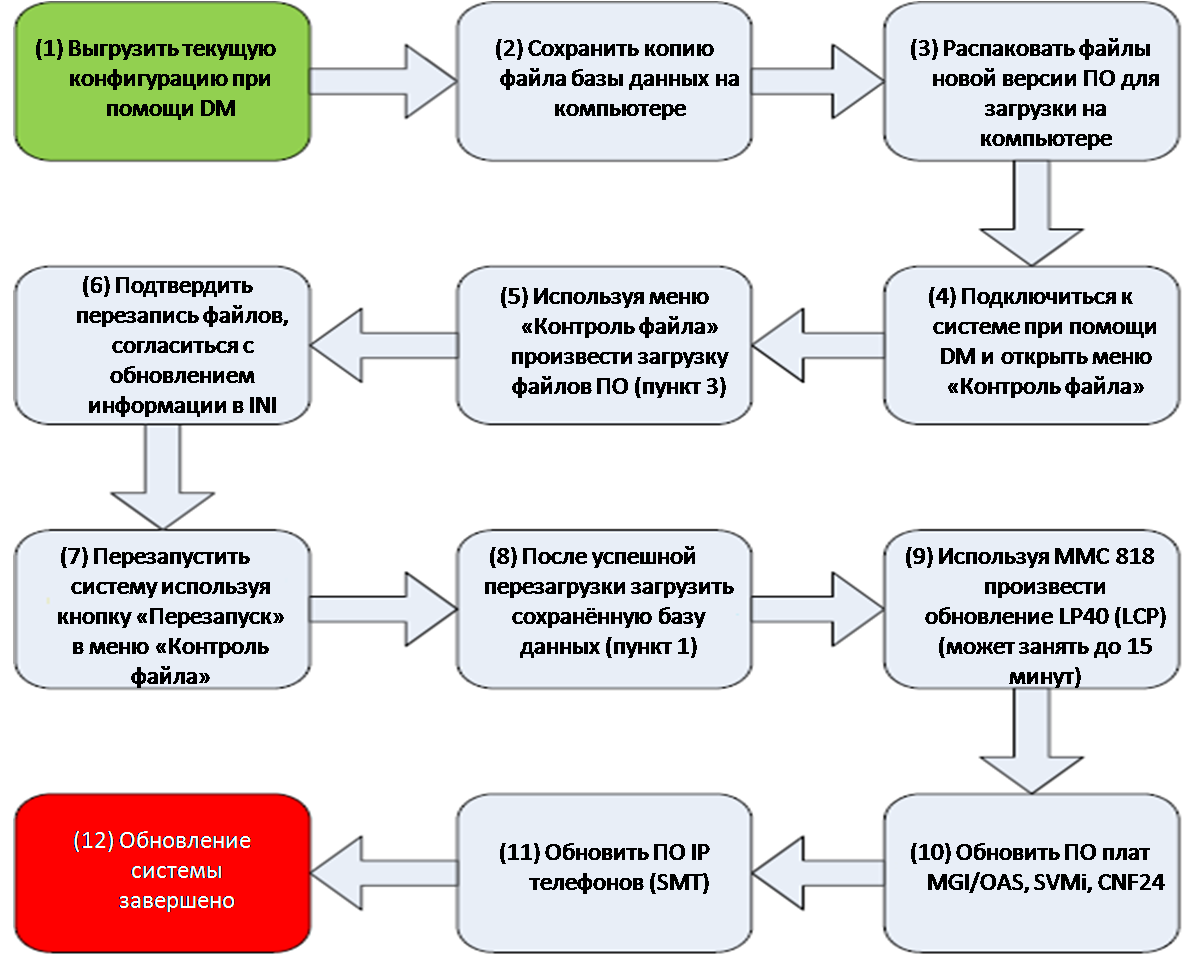 (1) Выгрузить текущую
конфигурацию при
помощи DM
(2) Сохранить копию
файла базы данных на
компьютере
(3) Распаковать файлы
новой версии ПО для
загрузки на
компьютере
(4) Подключиться к
системе при помощи
DM и открыть меню
«Контроль файла»
(5) Используя меню
«Контроль файла»
произвести загрузку
файлов ПО (пункт 3)
(6) Подтвердить
перезапись файлов,
согласиться с
обновлением
информации в INI
(7) Перезапустить
систему используя
кнопку «Перезапуск»
в меню «Контроль
файла»
(8) После успешной
перезагрузки загрузить
сохранённую базу
данных (пункт 1)
(9) Используя MMC 818
произвести
обновление LP40 (LCP)
(может занять до 15
минут)
(10) Обновить ПО плат
MGI/OAS, SVMi, CNF24
(11) Обновить ПО IP
телефонов (SMT)
(12) Обновление
системы
завершено